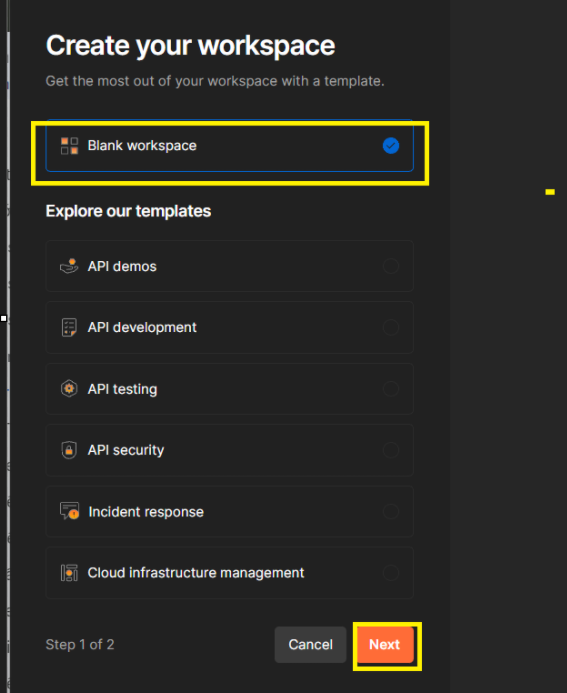 Create your workspace
Get the most out of your workspace with a template.
Blank workspace
Explore our templates
API demos
API development
API testing
API security
Incident response
Cloud infrastructure management
Step 1 of 2
Cancel
Next